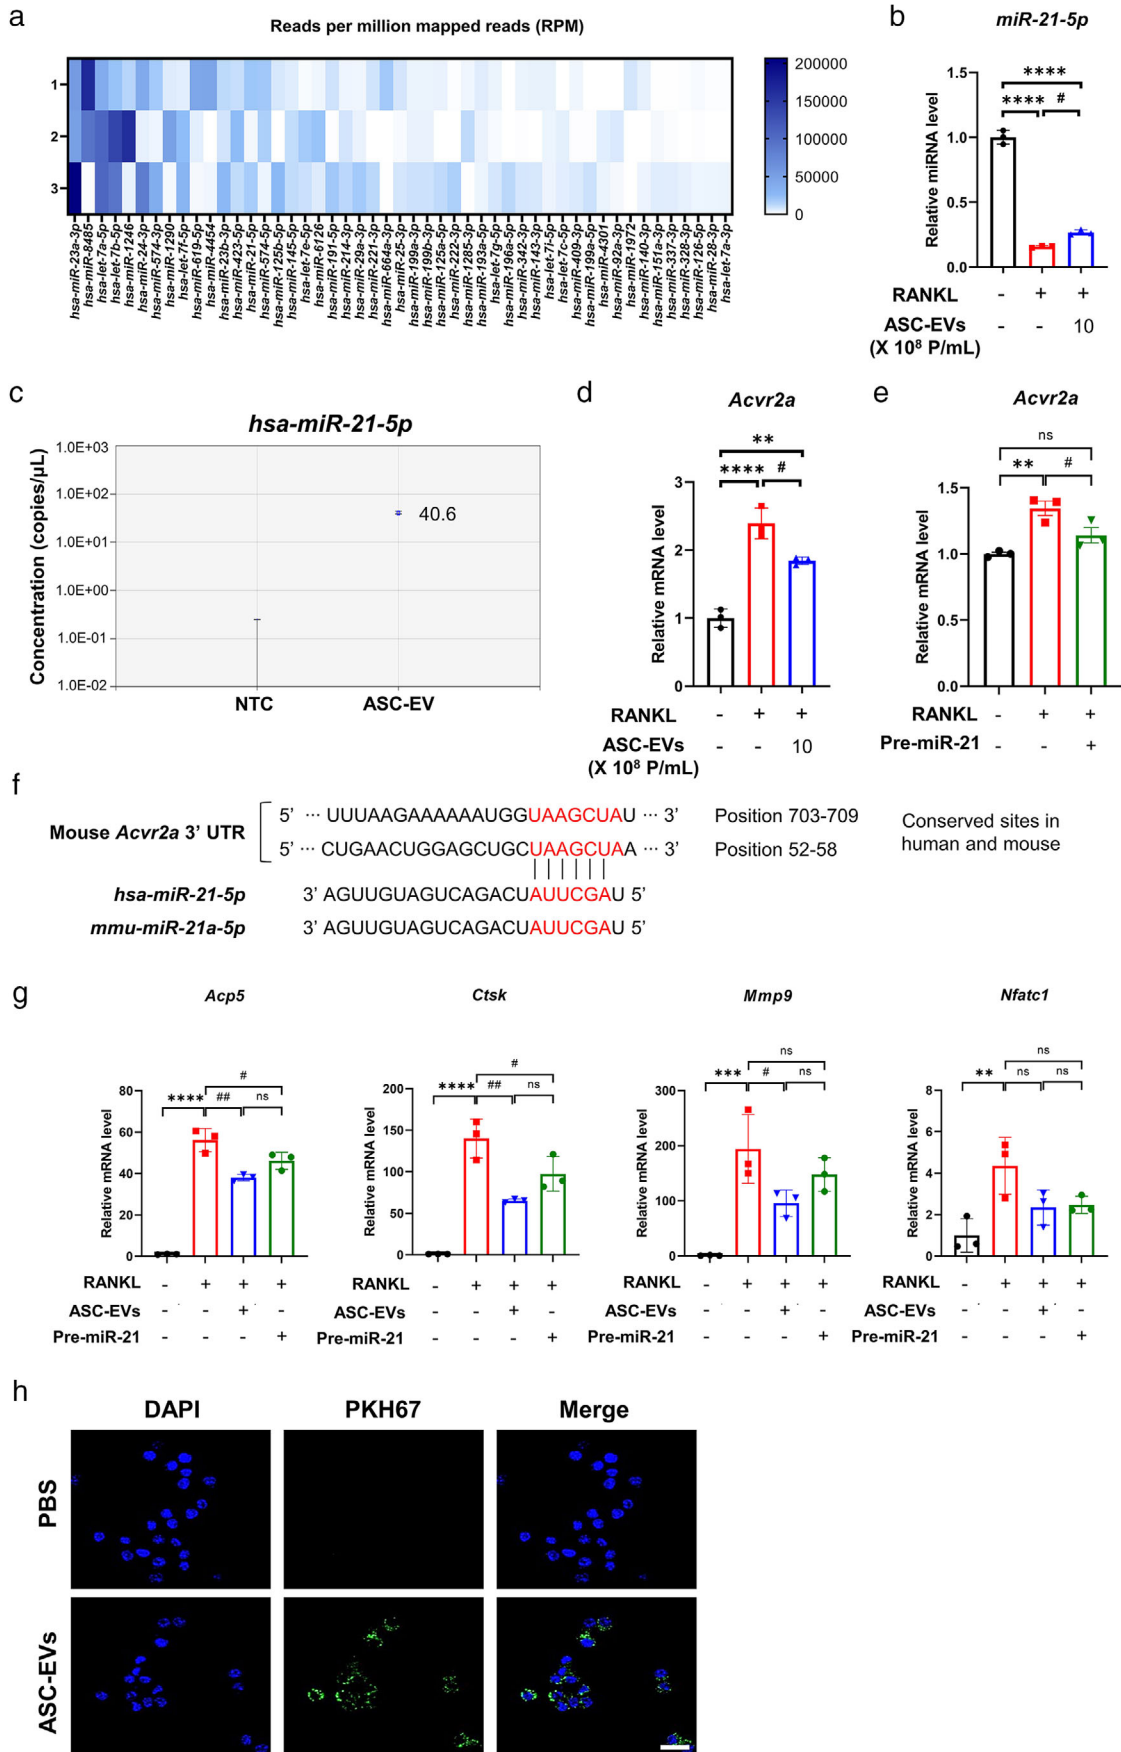 a
Reads per million mapped reads (RPM)
1
2
3
200000
150000
100000
50000
0
hsa-miR-23a-3p
hsa-miR-8485
hsa-let-7a-5p
hsa-let-7b-5p
hsa-miR-1246
hsa-miR-24-3p
hsa-miR-574-3p
hsa-miR-1290
hsa-let-7f-5p
hsa-miR-619-5p
hsa-miR-4454
hsa-miR-23b-3p
hsa-miR-423-5p
hsa-miR-21-5p
hsa-miR-574-5p
hsa-miR-125b-5p
hsa-miR-145-5p
hsa-let-7e-5p
hsa-miR-6126
hsa-miR-191-5p
hsa-miR-214-3p
hsa-miR-29a-3p
hsa-miR-221-3p
hsa-miR-664a-3p
hsa-miR-25-3p
hsa-miR-199a-3p
hsa-miR-199b-3p
hsa-miR-125a-5p
hsa-miR-222-3p
hsa-miR-1285-3p
hsa-miR-193a-5p
hsa-let-7g-5p
hsa-miR-196a-5p
hsa-miR-342-3p
hsa-miR-143-3p
hsa-let-7i-5p
hsa-let-7c-5p
hsa-miR-409-3p
hsa-miR-199a-5p
hsa-miR-4301
hsa-miR-92a-3p
hsa-miR-1972
hsa-miR-140-3p
hsa-miR-151a-3p
hsa-miR-337-3p
hsa-miR-328-3p
hsa-miR-126-5p
hsa-miR-28-3p
hsa-let-7a-3p
b
miR-21-5p
Relative miRNA level
1.5
1.0
0.5
0.0
****
**** #
RANKL - + +
ASC-EVs - - 10
(X 10⁸ P/mL)
c
hsa-miR-21-5p
Concentration (copies/µL)
1.0E+03
1.0E+02
1.0E+01
1.0E+00
1.0E-01
1.0E-02
40.6
NTC ASC-EV
d
Acvr2a
Relative mRNA level
3
2
1
0
**
**** #
RANKL - + +
ASC-EVs - - 10
(X 10⁸ P/mL)
e
Acvr2a
Relative mRNA level
1.5
1.0
0.5
0.0
ns
** #
RANKL - + +
Pre-miR-21 - - +
f
Mouse Acvr2a 3’ UTR
5’ ··· UUUAAGAAAAAAUGGUAAGCUAU ··· 3’ Position 703-709
5’ ··· CUGAACUGGAGCUGCUAAGCUAA ··· 3’ Position 52-58
Conserved sites in
human and mouse
hsa-miR-21-5p 3’ AGUUGUAGUCAGACUAUUCGAU 5’
mmu-miR-21a-5p 3’ AGUUGUAGUCAGACUAUUCGAU 5’
g
Acp5
Relative mRNA level
80
60
40
20
0
#
**** ## ns
RANKL - + + +
ASC-EVs - - + -
Pre-miR-21 - - - +
Ctsk
Relative mRNA level
200
150
100
50
0
#
**** ## ns
RANKL - + + +
ASC-EVs - - + -
Pre-miR-21 - - - +
Mmp9
Relative mRNA level
300
200
100
0
ns
*** # ns
RANKL - + + +
ASC-EVs - - + -
Pre-miR-21 - - - +
Nfatc1
Relative mRNA level
8
6
4
2
0
ns
** ns ns
RANKL - + + +
ASC-EVs - - + -
Pre-miR-21 - - - +
h
DAPI PKH67 Merge
PBS
ASC-EVs